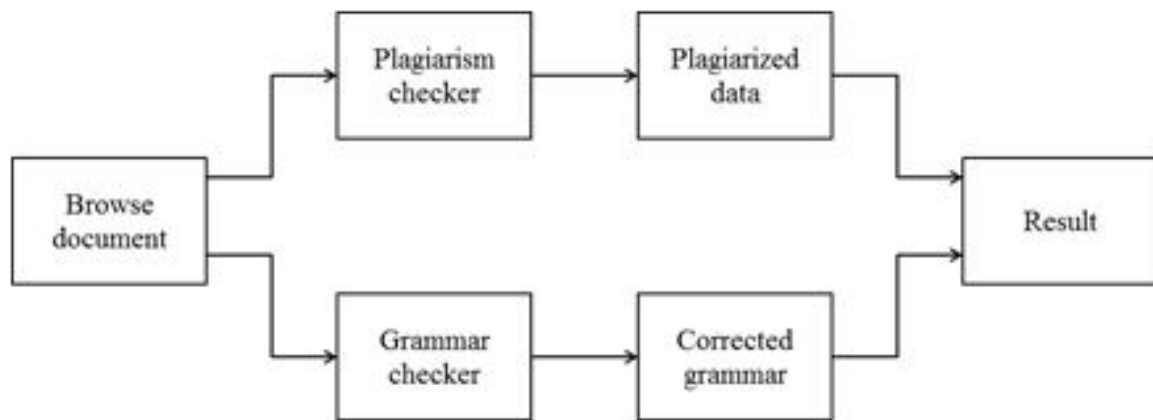 Plagiarism
checker
Plagiarized
data
Browse
document
Result
Grammar
checker
Corrected
grammar